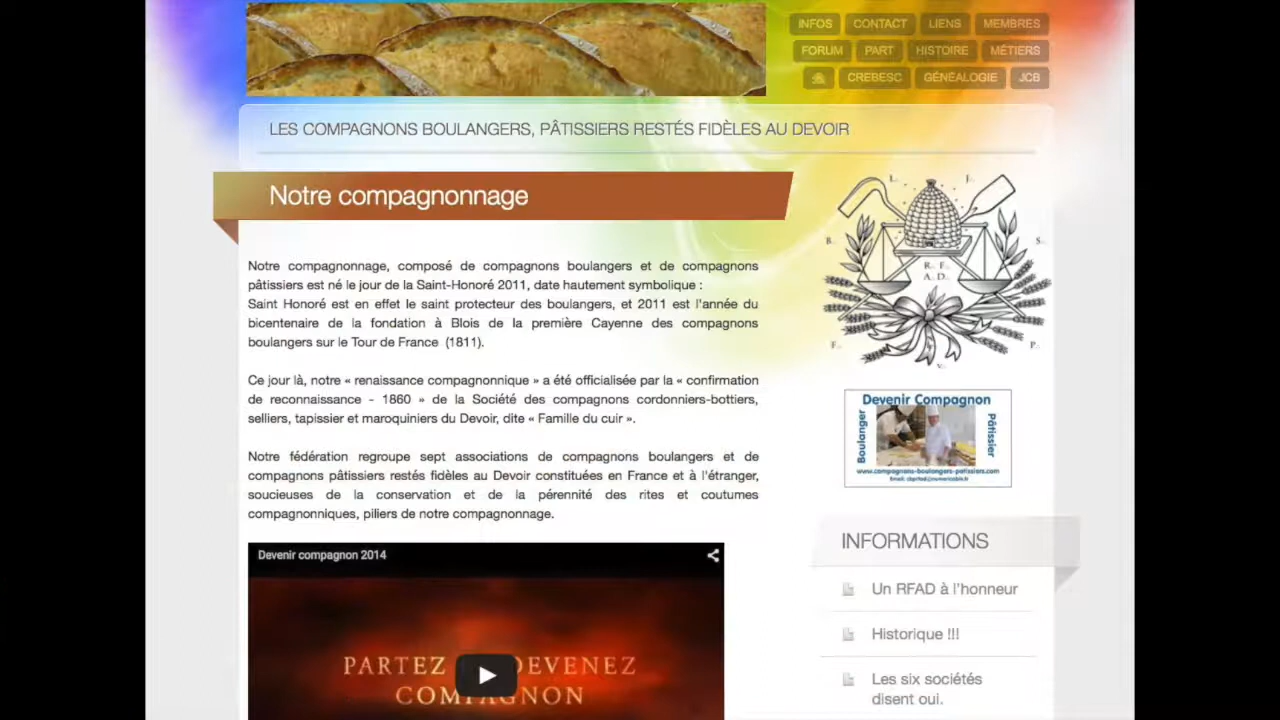 INFOS CONTACT LIENS MEMBRES
FORUM PART HISTOIRE MÉTIERS
CREBESC GÉNÉALOGIE JCB
LES COMPAGNONS BOULANGERS, PÂTISSIERS RESTÉS FIDÈLES AU DEVOIR
Notre compagnonnage
Notre compagnonnage, composé de compagnons boulangers et de compagnons
pâtissiers est né le jour de la Saint-Honoré 2011, date hautement symbolique :
Saint Honoré est en effet le saint protecteur des boulangers, et 2011 est l'année du
bicentenaire de la fondation à Blois de la première Cayenne des compagnons
boulangers sur le Tour de France (1811).
Ce jour là, notre « renaissance compagnonnique » a été officialisée par la « confirmation
de reconnaissance - 1860 » de la Société des compagnons cordonniers-bottiers,
selliers, tapissier et maroquiniers du Devoir, dite « Famille du cuir ».
Notre fédération regroupe sept associations de compagnons boulangers et de
compagnons pâtissiers restés fidèles au Devoir constituées en France et à l'étranger,
soucieuses de la conservation et de la pérennité des rites et coutumes
compagnonniques, piliers de notre compagnonnage.
Devenir compagnon 2014
PARTEZ DEVENEZ
COMPAGNON
L. J.
B. S.
R. F.
A. D.
F. P.
V.
Devenir Compagnon
Boulanger
Pâtissier
www.compagnons-boulangers-patissiers.com
INFORMATIONS
Un RFAD à l'honneur
Historique !!!
Les six sociétés
disent oui.